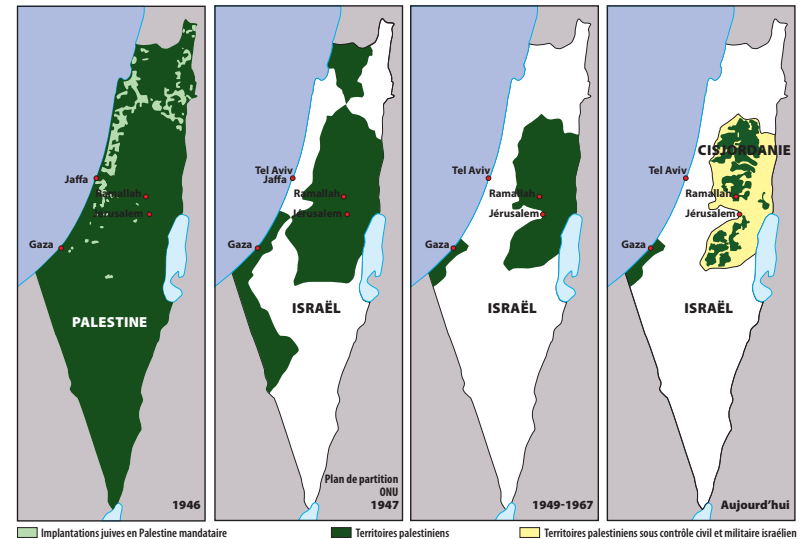 Jaffa
Ramallah
Jérusalem
Gaza
PALESTINE
1946
Tel Aviv
Jaffa
Ramallah
Jérusalem
Gaza
ISRAËL
Plan de partition
ONU
1947
Tel Aviv
Ramallah
Jérusalem
Gaza
ISRAËL
1949-1967
CISJORDANIE
Tel Aviv
Ramallah
Jérusalem
Gaza
ISRAËL
Aujourd'hui
Implantations juives en Palestine mandataire
Territoires palestiniens
Territoires palestiniens sous contrôle civil et militaire israélien